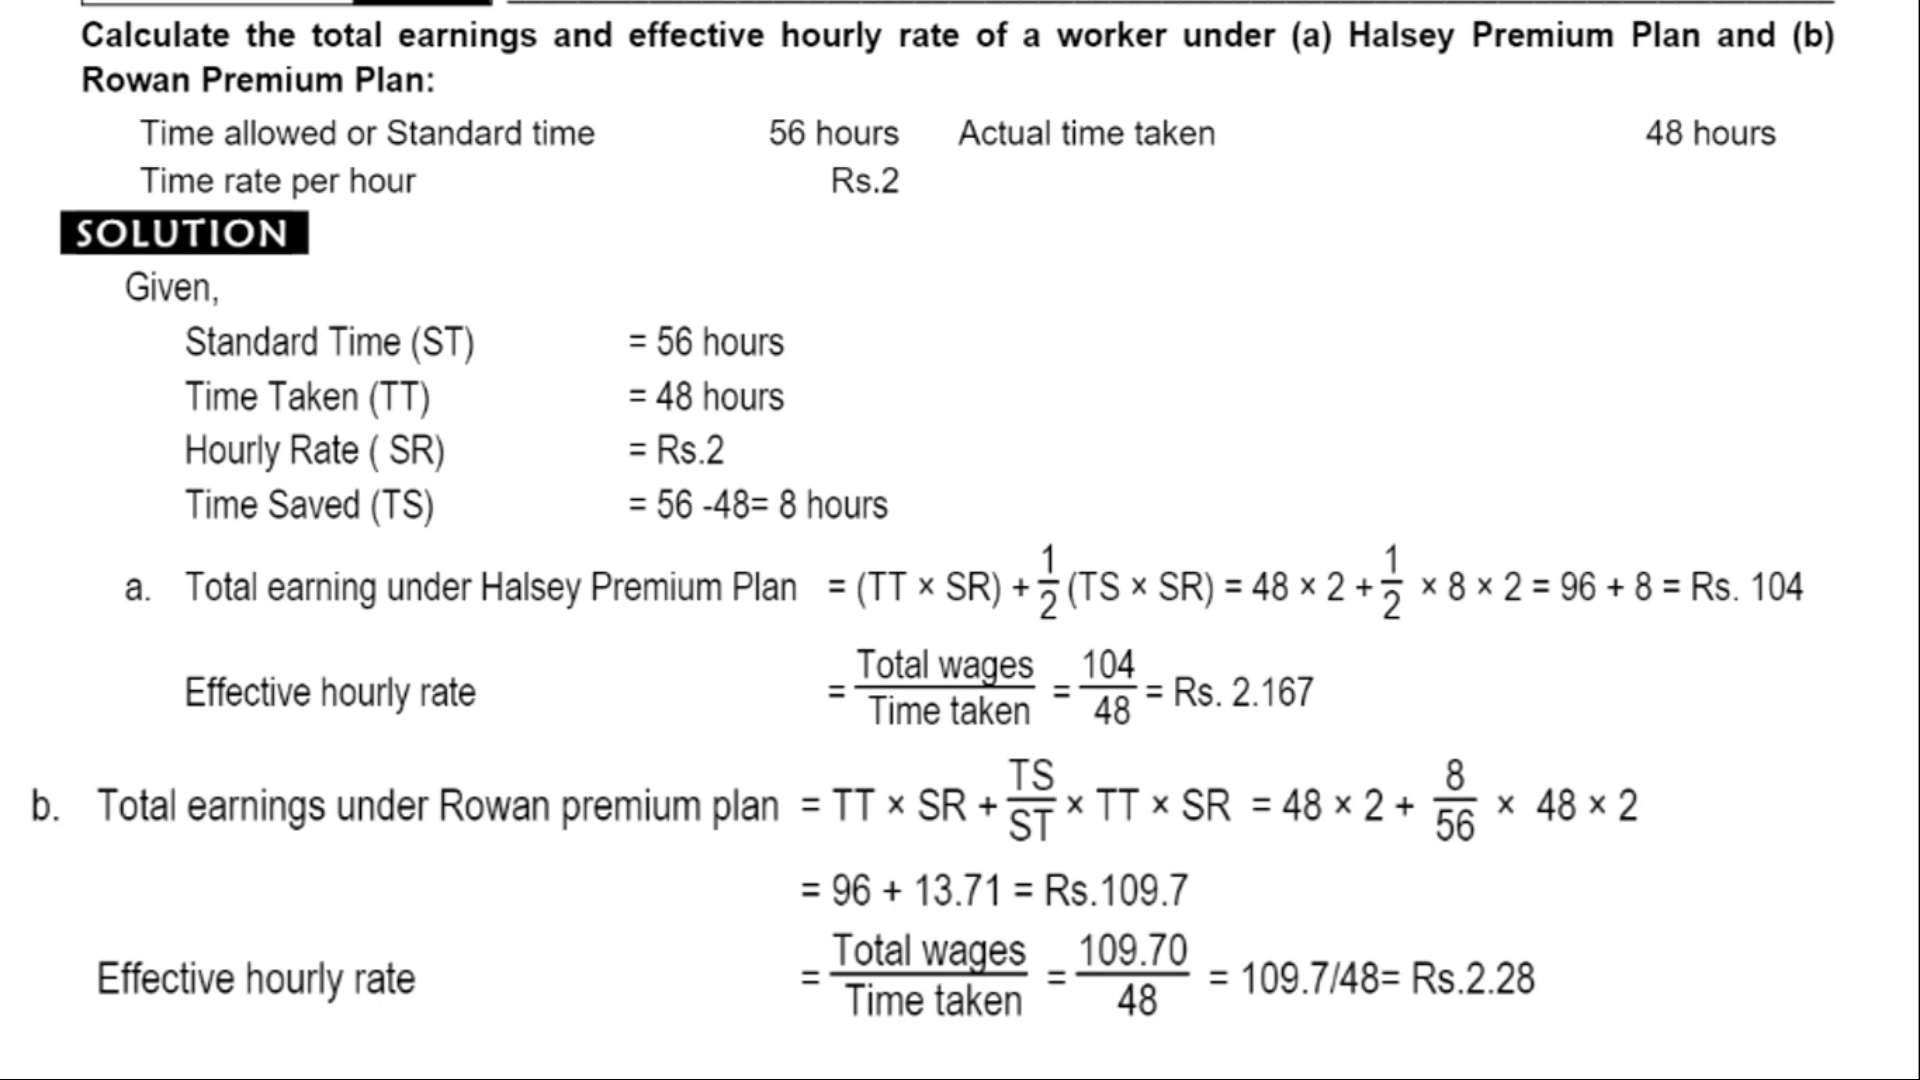 Calculate the total earnings and effective hourly rate of a worker under (a) Halsey Premium Plan and (b)
Rowan Premium Plan:
Time allowed or Standard time 56 hours Actual time taken 48 hours
Time rate per hour Rs.2
SOLUTION
Given,
Standard Time (ST) = 56 hours
Time Taken (TT) = 48 hours
Hourly Rate ( SR) = Rs.2
Time Saved (TS) = 56 -48= 8 hours
a. Total earning under Halsey Premium Plan = (TT × SR) + 1/2 (TS × SR) = 48 × 2 + 1/2 × 8 × 2 = 96 + 8 = Rs. 104
Effective hourly rate = Total wages/Time taken = 104/48 = Rs. 2.167
b. Total earnings under Rowan premium plan = TT × SR + TS/ST × TT × SR = 48 × 2 + 8/56 × 48 × 2
= 96 + 13.71 = Rs.109.7
Effective hourly rate = Total wages/Time taken = 109.70/48 = 109.7/48= Rs.2.28